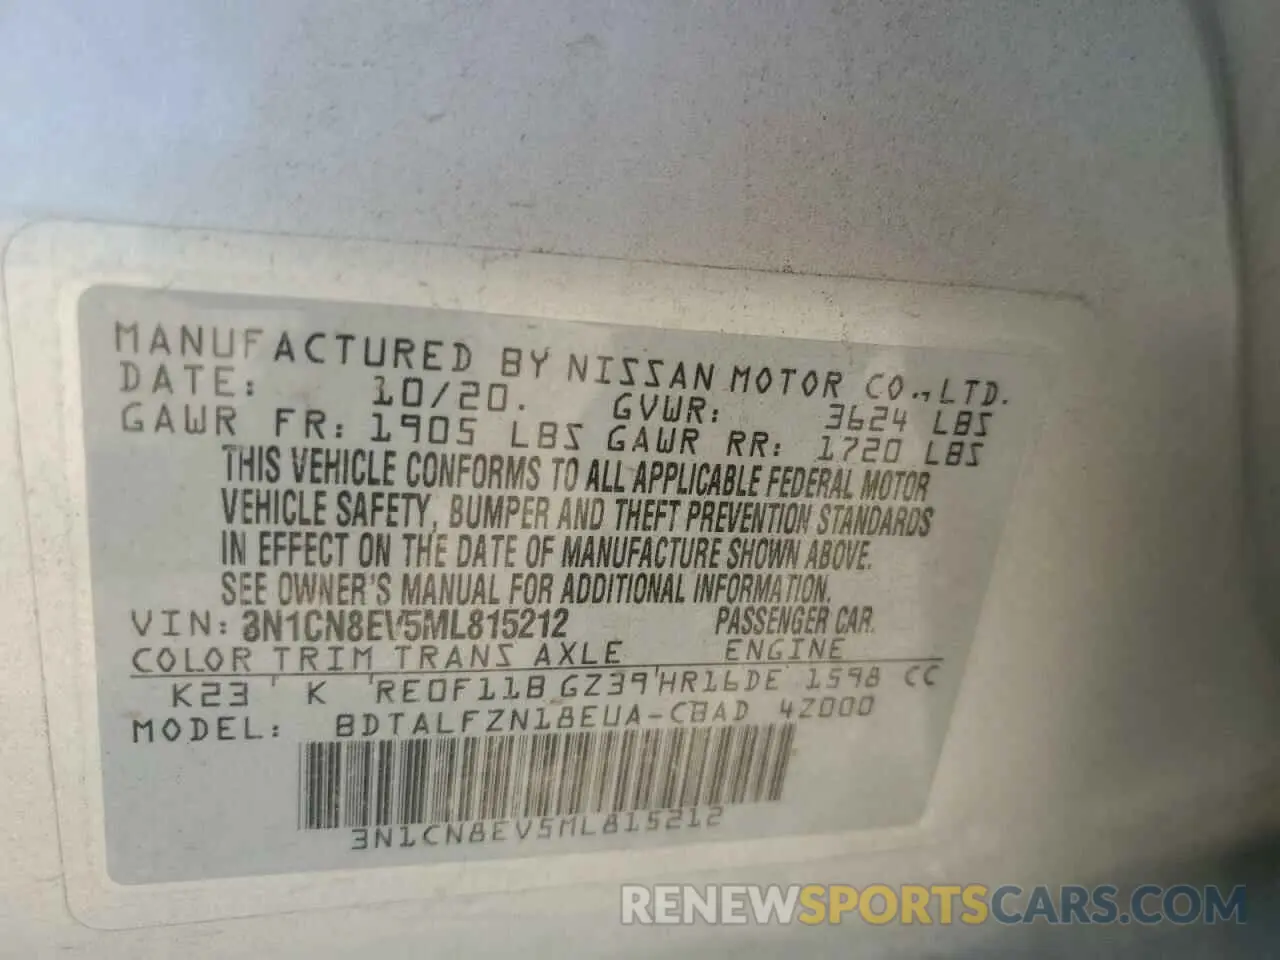 MANUFACTURED BY NISSAN MOTOR CO.,LTD.
DATE: 10/20. GVWR: 3624 LBS
GAWR FR: 1905 LBS GAWR RR: 1720 LBS
THIS VEHICLE CONFORMS TO ALL APPLICABLE FEDERAL MOTOR
VEHICLE SAFETY, BUMPER AND THEFT PREVENTION STANDARDS
IN EFFECT ON THE DATE OF MANUFACTURE SHOWN ABOVE.
SEE OWNER'S MANUAL FOR ADDITIONAL INFORMATION.
VIN: 3N1CN8EV5ML815212 PASSENGER CAR
COLOR TRIM TRANS AXLE ENGINE
K23 K RE0F11B GZ39 HR16DE 1598 CC
MODEL: BDTALFZN18EUA-CBAD 4Z000
3N1CN8EV5ML815212
RENEWSPORTSCARS.COM